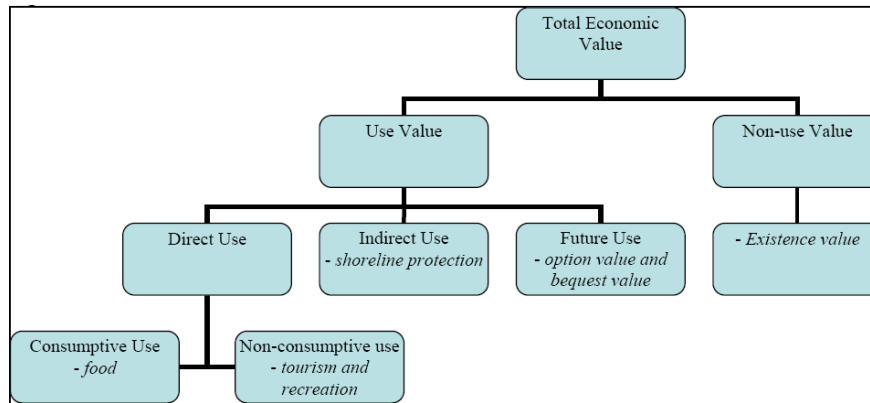 Total Economic
Value
Use Value
Non-use Value
Direct Use
Indirect Use
- shoreline protection
Future Use
- option value and
bequest value
- Existence value
Consumptive Use
- food
Non-consumptive use
- tourism and
recreation